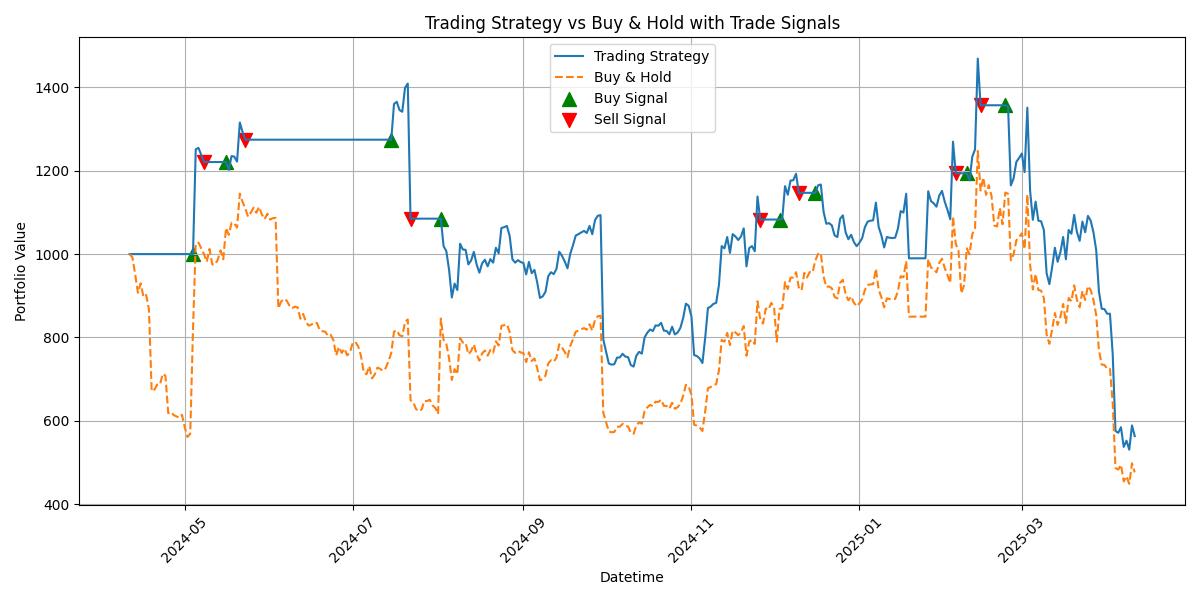 Trading Strategy vs Buy & Hold with Trade Signals
Trading Strategy
Buy & Hold
Buy Signal
Sell Signal
Portfolio Value
1400
1200
1000
800
600
400
2024-05
2024-07
2024-09
2024-11
2025-01
2025-03
Datetime